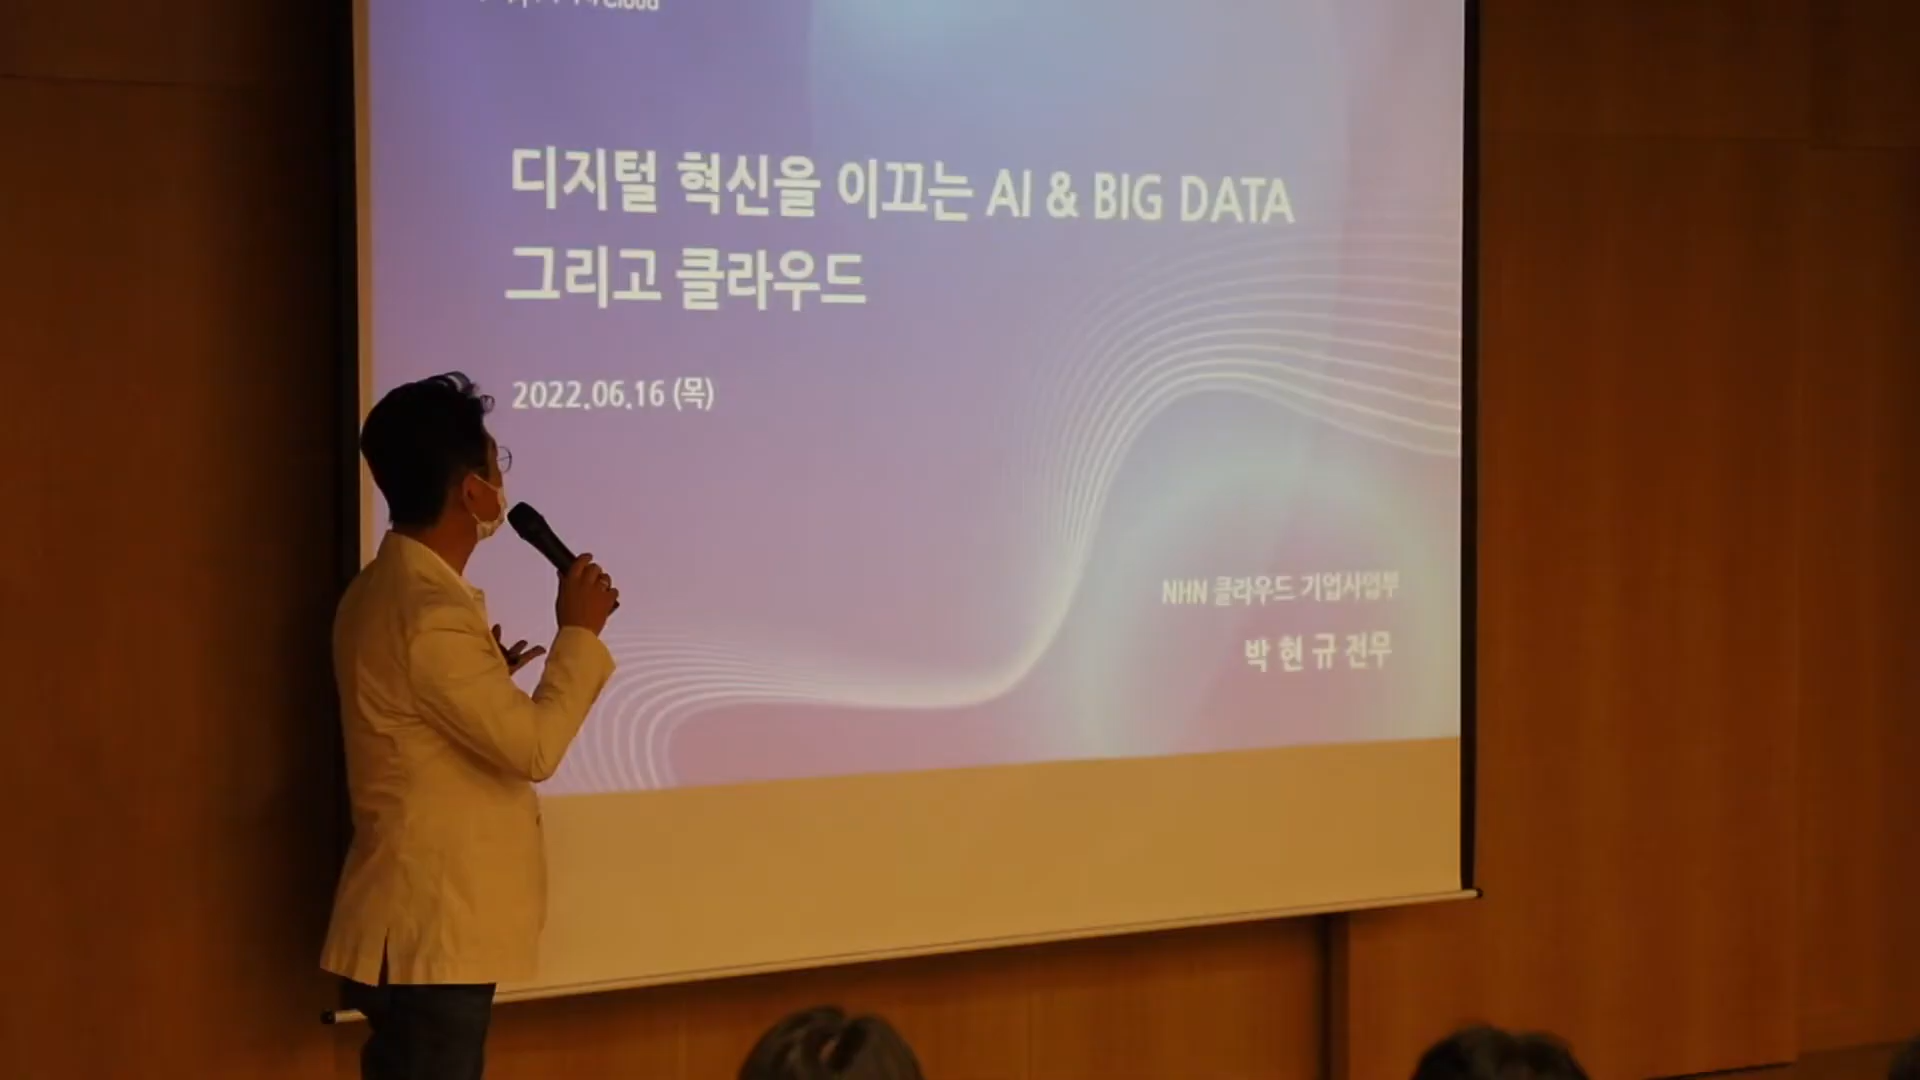 Cloud
디지털 혁신을 이끄는 AI & BIG DATA
그리고 클라우드
2022.06.16 (목)
NHN 클라우드 기업사업부
박 현 규 전무